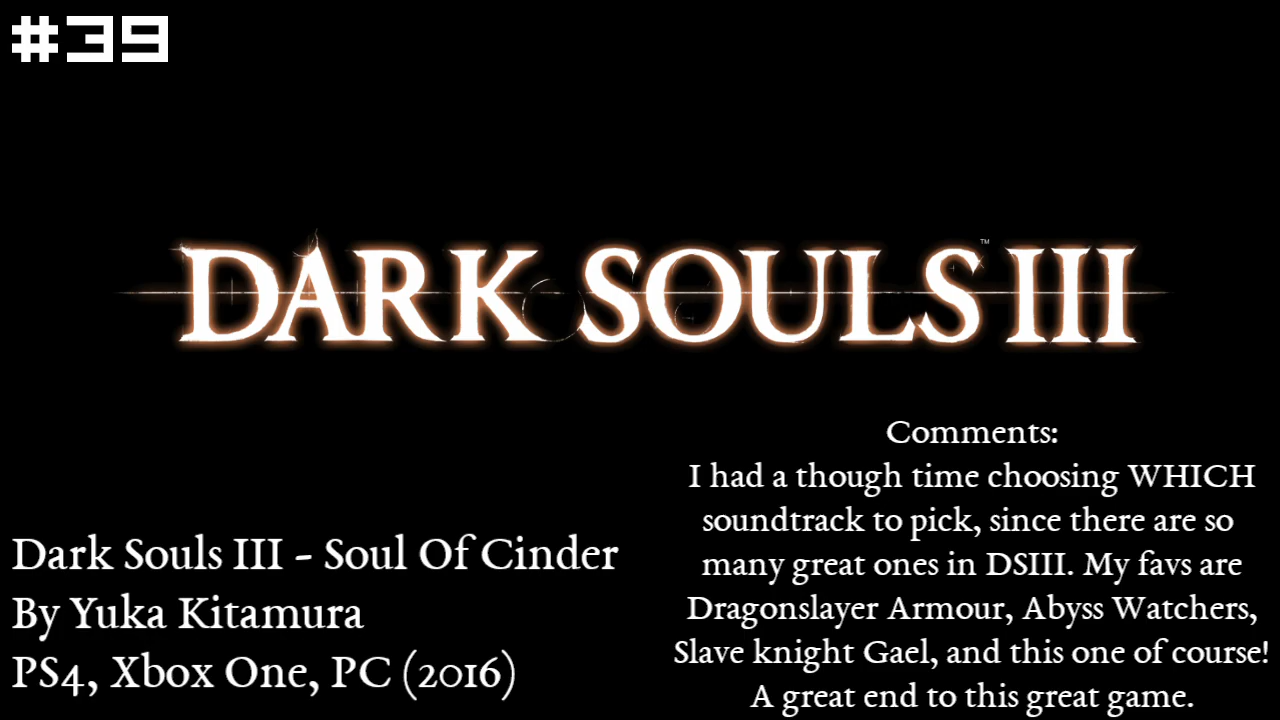 #39
DARK SOULS III ™
Comments:
I had a though time choosing WHICH
soundtrack to pick, since there are so
many great ones in DSIII. My favs are
Dragonslayer Armour, Abyss Watchers,
Slave knight Gael, and this one of course!
A great end to this great game.
Dark Souls III - Soul Of Cinder
By Yuka Kitamura
PS4, Xbox One, PC (2016)